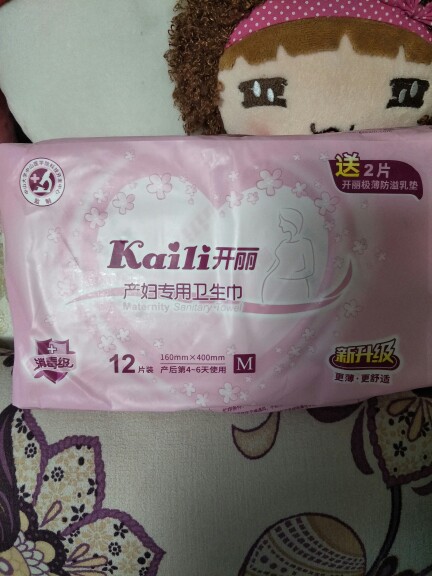 送2片
开丽极薄防溢乳垫
Kaili开丽
产妇专用卫生巾
Maternity Sanitary Towel
消毒级
12片装
160mm×400mm
产后第4-6天使用
M
新升级
更薄·更舒适